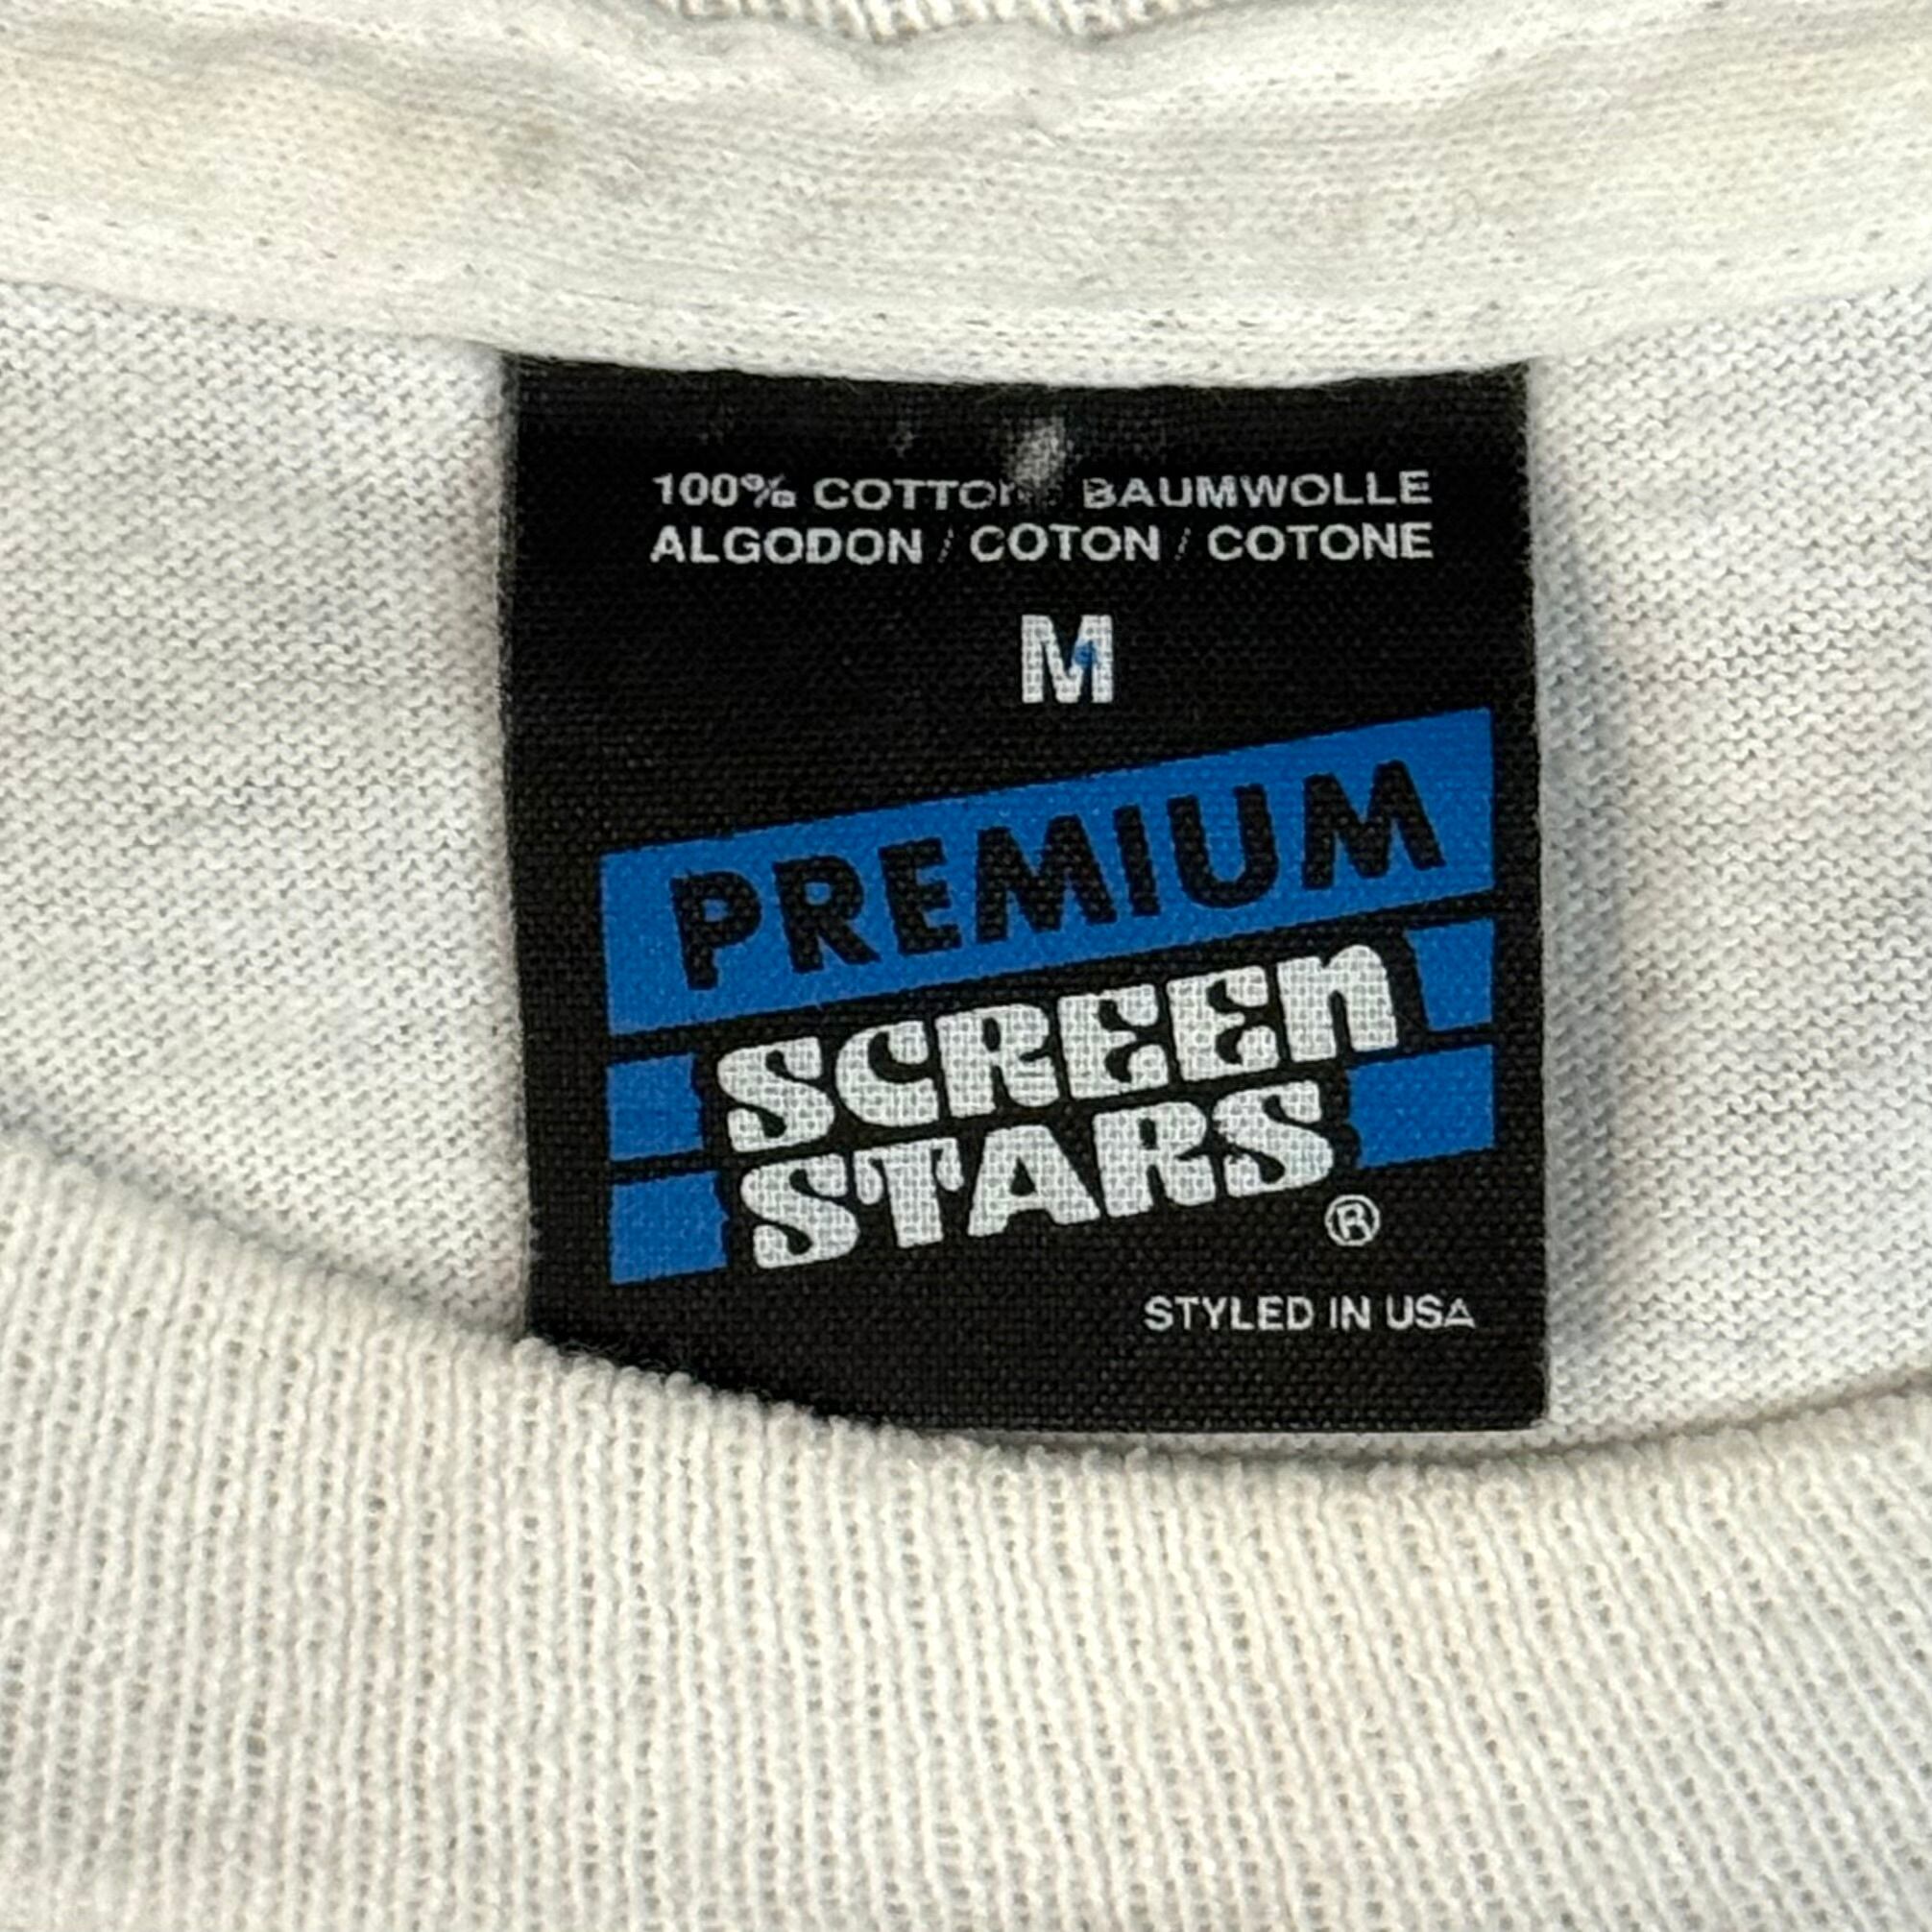 100% COTTON / BAUMWOLLE
ALGODON / COTON / COTONE
M
PREMIUM
SCREEN
STARS
®
STYLED IN USA